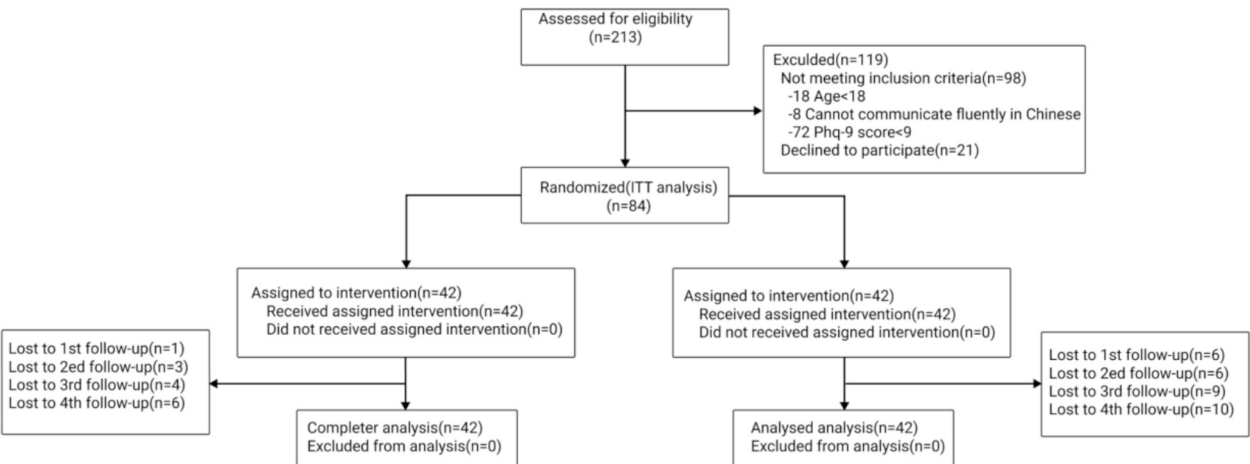 Assessed for eligibility
(n=213)
Exculded(n=119)
Not meeting inclusion criteria(n=98)
-18 Age<18
-8 Cannot communicate fluently in Chinese
-72 Phq-9 score<9
Declined to participate(n=21)
Randomized(ITT analysis)
(n=84)
Assigned to intervention(n=42)
Received assigned intervention(n=42)
Did not received assigned intervention(n=0)
Assigned to intervention(n=42)
Received assigned intervention(n=42)
Did not received assigned intervention(n=0)
Lost to 1st follow-up(n=1)
Lost to 2ed follow-up(n=3)
Lost to 3rd follow-up(n=4)
Lost to 4th follow-up(n=6)
Lost to 1st follow-up(n=6)
Lost to 2ed follow-up(n=6)
Lost to 3rd follow-up(n=9)
Lost to 4th follow-up(n=10)
Completer analysis(n=42)
Excluded from analysis(n=0)
Analysed analysis(n=42)
Excluded from analysis(n=0)